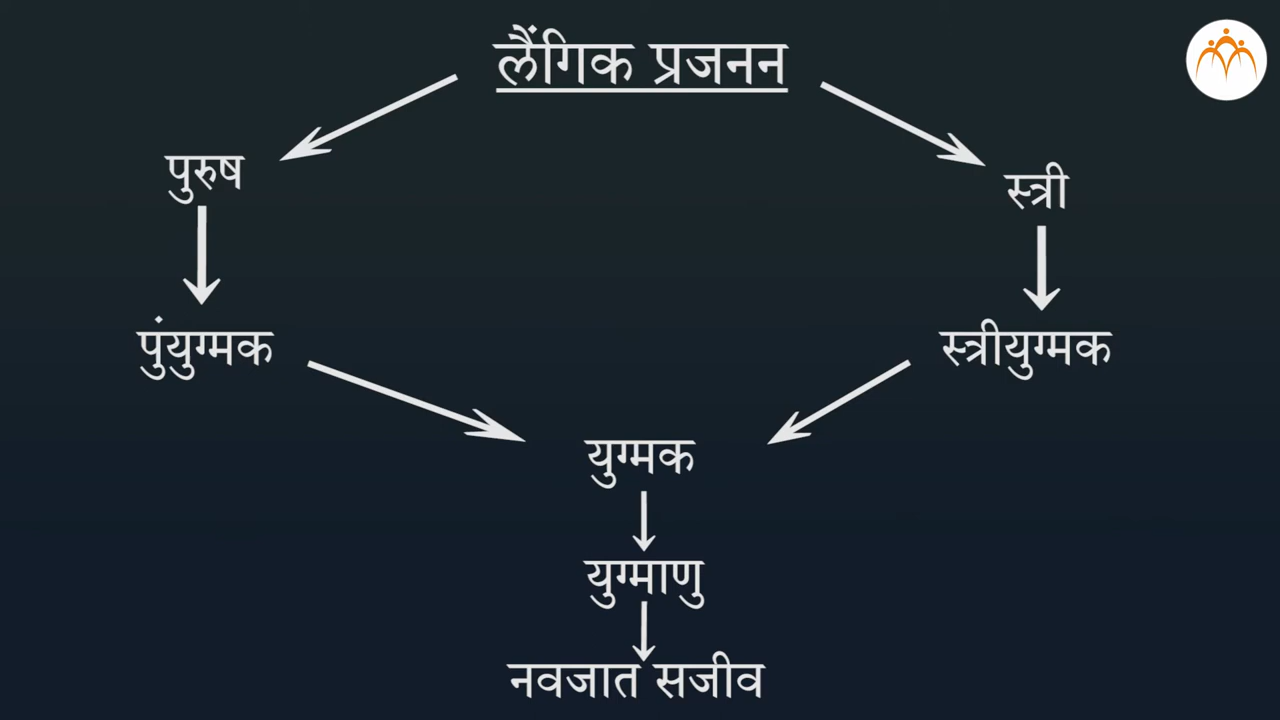 लैंगिक प्रजनन
पुरुष
स्त्री
पुंयुग्मक
स्त्रीयुग्मक
युग्मक
युग्माणु
नवजात सजीव